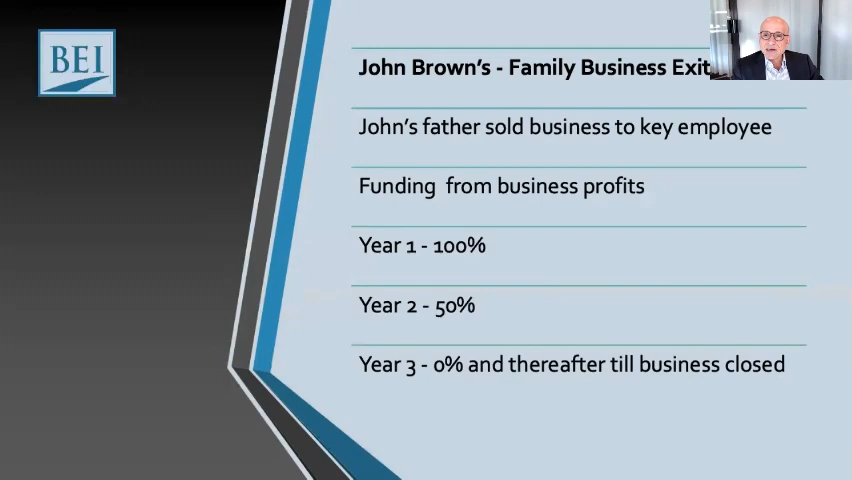 BEI
John Brown's - Family Business Exit
John's father sold business to key employee
Funding from business profits
Year 1 - 100%
Year 2 - 50%
Year 3 - 0% and thereafter till business closed